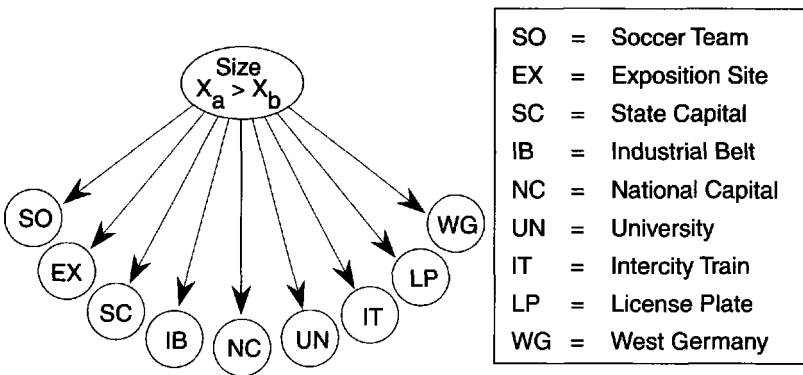 Size
Xa > Xb
SO
EX
SC
IB
NC
UN
IT
LP
WG
SO = Soccer Team
EX = Exposition Site
SC = State Capital
IB = Industrial Belt
NC = National Capital
UN = University
IT = Intercity Train
LP = License Plate
WG = West Germany